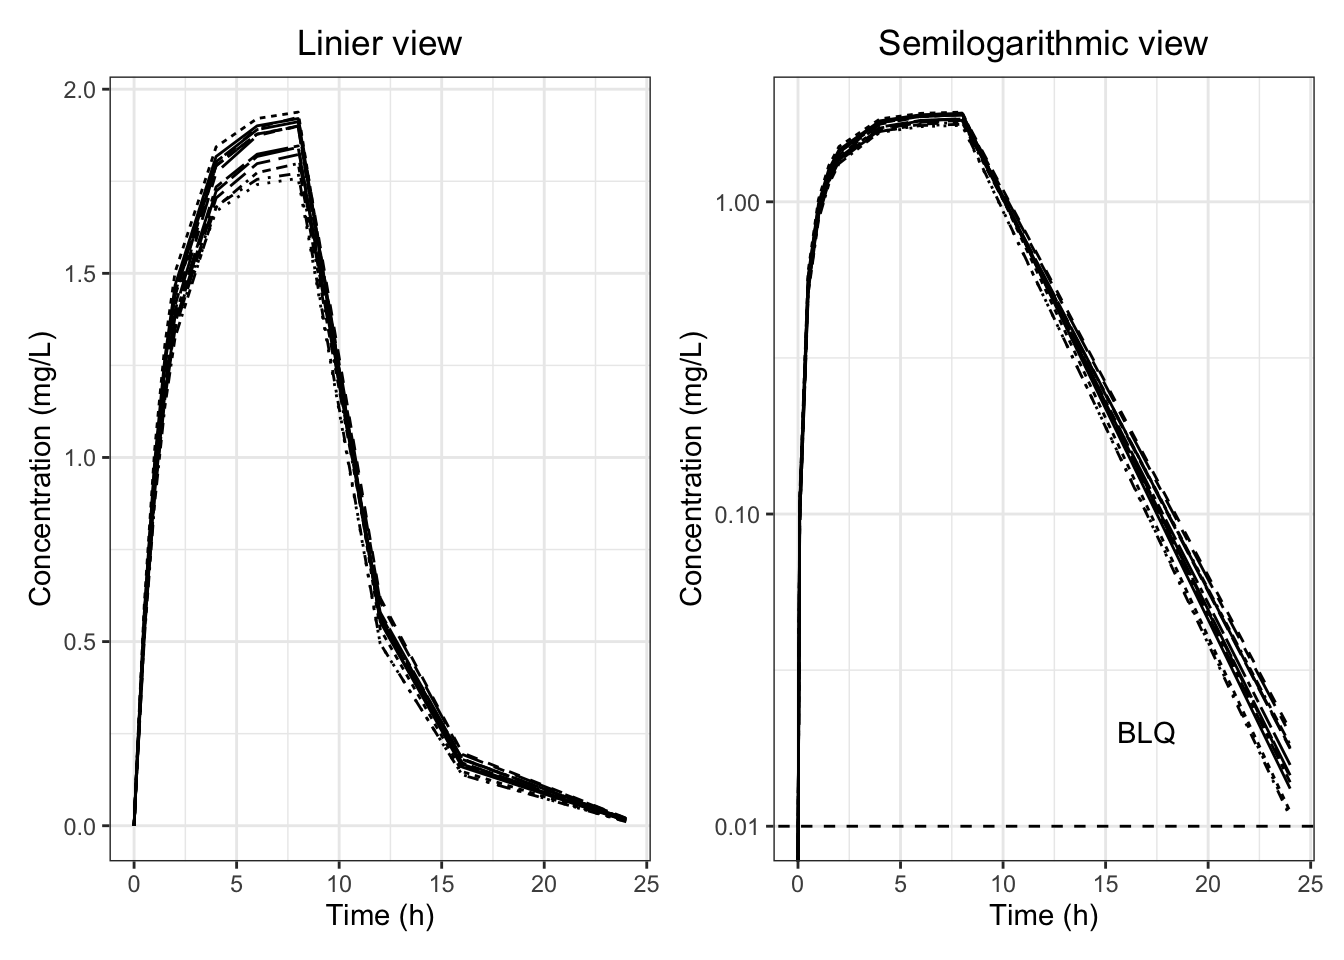 Linier view
Concentration (mg/L)
2.0
1.5
1.0
0.5
0.0
0 5 10 15 20 25
Time (h)
Semilogarithmic view
Concentration (mg/L)
1.00
0.10
0.01
BLQ
0 5 10 15 20 25
Time (h)